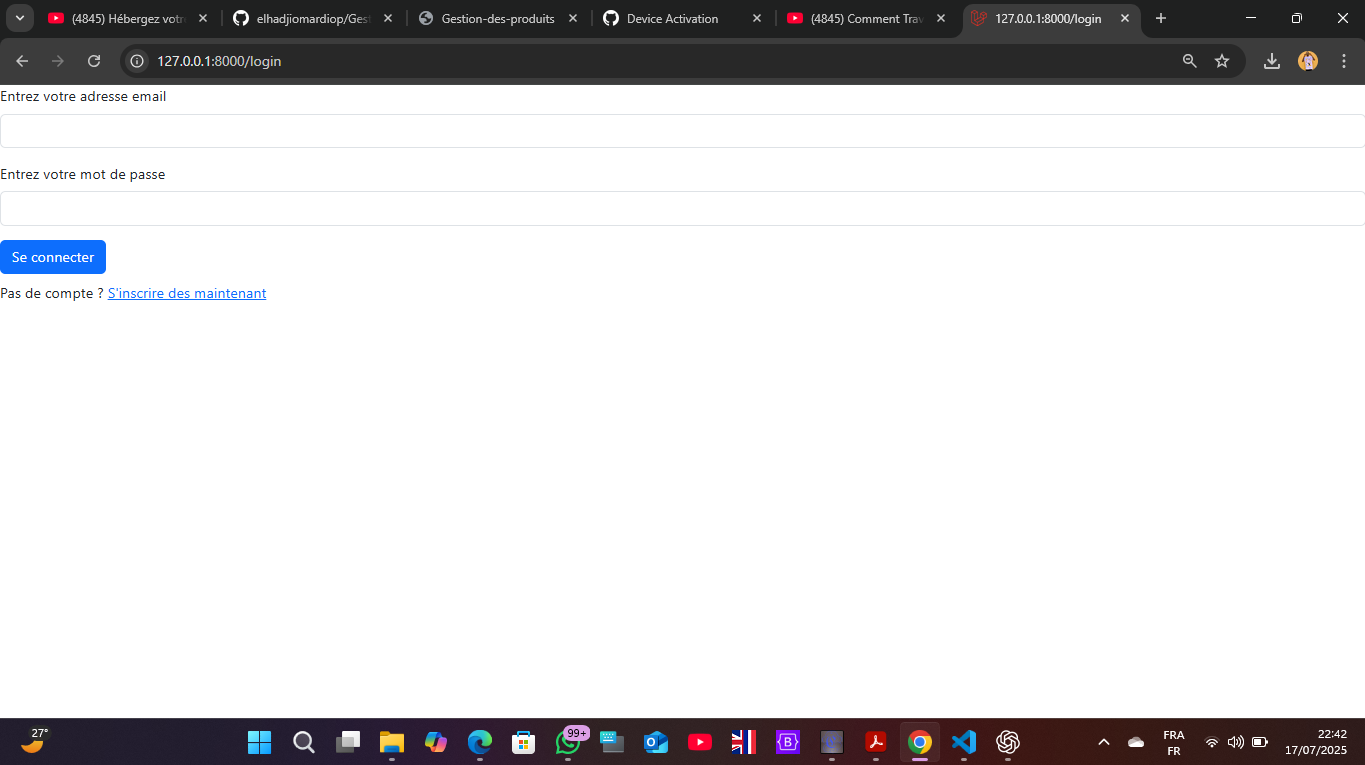 (4845) Hébergez votr
elhadjiomardiop/Gest
Gestion-des-produits
Device Activation
(4845) Comment Trav
127.0.0.1:8000/login
127.0.0.1:8000/login
Entrez votre adresse email
Entrez votre mot de passe
Se connecter
Pas de compte ? S'inscrire des maintenant
27°
99+
FRA
FR
22:42
17/07/2025